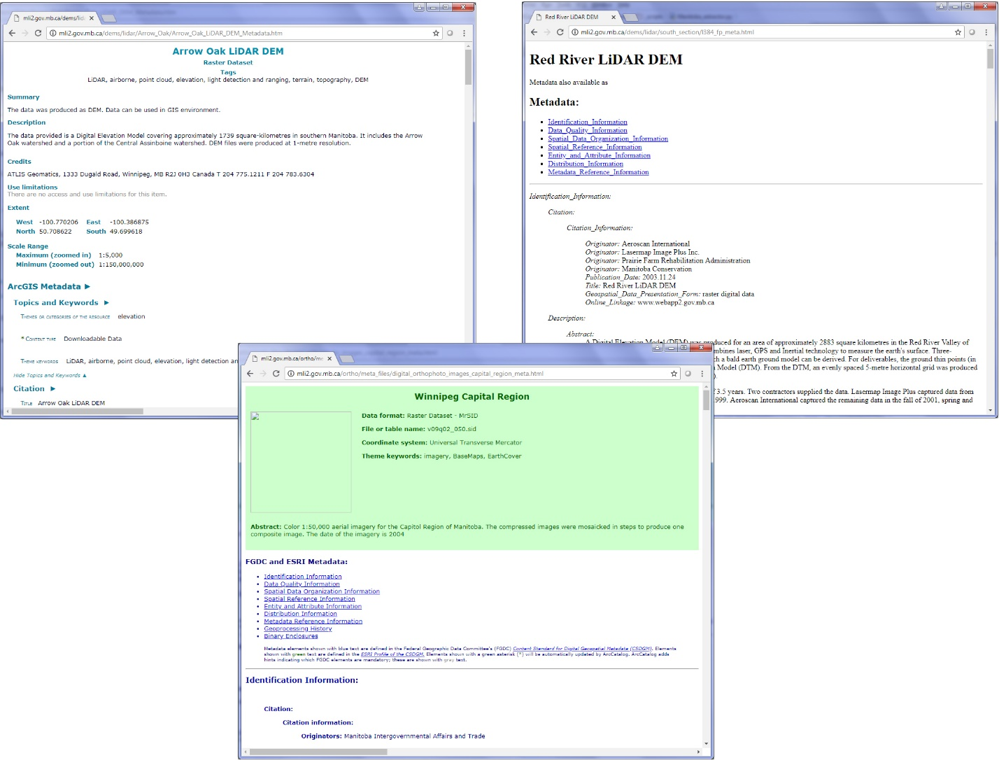 mli2.gov.mb.ca/dems/lid
mli2.gov.mb.ca/dems/lidar/Arrow_Oak/Arrow_Oak_LiDAR_DEM_Metadata.htm
Arrow Oak LiDAR DEM
Raster Dataset
Tags
LiDAR, airborne, point cloud, elevation, light detection and ranging, terrain, topography, DEM
Summary
The data was produced as DEM. Data can be used in GIS environment.
Description
The data provided is a Digital Elevation Model covering approximately 1739 square-kilometres in southern Manitoba. It includes the Arrow
Oak watershed and a portion of the Central Assinboine watershed. DEM files were produced at 1-metre resolution.
Credits
ATLIS Geomatics, 1333 Dugald Road, Winnipeg, MB R2J 0H3 Canada T 204 775.1211 F 204 783.6304
Use limitations
There are no access and use limitations for this item.
Extent
West -100.770206 East -100.386875
North 50.708622 South 49.699618
Scale Range
Maximum (zoomed in) 1:5,000
Minimum (zoomed out) 1:150,000,000
ArcGIS Metadata ►
Topics and Keywords ►
Themes or categories of the resource elevation
* Content type Downloadable Data
Theme keywords LiDAR, airborne, point cloud, elevation, light detection an
Hide Topics and Keywords ▲
Citation ►
Title Arrow Oak LiDAR DEM
Red River LiDAR DEM
mli2.gov.mb.ca/dems/lidar/south_section/l384_fp_meta.html
Red River LiDAR DEM
Metadata also available as
Metadata:
• Identification_Information
• Data_Quality_Information
• Spatial_Data_Organization_Information
• Spatial_Reference_Information
• Entity_and_Attribute_Information
• Distribution_Information
• Metadata_Reference_Information
Identification_Information:
Citation:
Citation_Information:
Originator: Aeroscan International
Originator: Lasermap Image Plus Inc.
Originator: Prairie Farm Rehabilitation Administration
Originator: Manitoba Conservation
Publication_Date: 2003.11.24
Title: Red River LiDAR DEM
Geospatial_Data_Presentation_Form: raster digital data
Online_Linkage: www.webapp2.gov.mb.ca
Description:
Abstract:
A Digital Elevation Model (DEM) was produced for an area of approximately 2883 square kilometres in the Red River Valley of
mbines laser, GPS and Inertial technology to measure the earth's surface. Three-
h a bald earth ground model can be derived. For deliverables, the ground thin points (in
Model (DTM). From the DTM, an evenly spaced 5-metre horizontal grid was produced
).
3.5 years. Two contractors supplied the data. Lasermap Image Plus captured data from
999. Aeroscan International captured the remaining data in the fall of 2001, spring and
mli2.gov.mb.ca/ortho/me
mli2.gov.mb.ca/ortho/meta_files/digital_orthophoto_images_capital_region_meta.html
Winnipeg Capital Region
Data format: Raster Dataset - MrSID
File or table name: v09q02_050.sid
Coordinate system: Universal Transverse Mercator
Theme keywords: imagery, BaseMaps, EarthCover
Abstract: Color 1:50,000 aerial imagery for the Capitol Region of Manitoba. The compressed images were mosaicked in steps to produce one
composite image. The date of the imagery is 2004
FGDC and ESRI Metadata:
• Identification Information
• Data Quality Information
• Spatial Data Organization Information
• Spatial Reference Information
• Entity and Attribute Information
• Distribution Information
• Metadata Reference Information
• Geoprocessing History
• Binary Enclosures
Metadata elements shown with blue text are defined in the Federal Geographic Data Committee's (FGDC) Content Standard for Digital Geospatial Metadata (CSDGM). Elements
shown with green text are defined in the ESRI Profile of the CSDGM. Elements shown with a green asterisk (*) will be automatically updated by ArcCatalog. ArcCatalog adds
hints indicating which FGDC elements are mandatory; these are shown with gray text.
Identification Information:
Citation:
Citation information:
Originators: Manitoba Intergovernmental Affairs and Trade